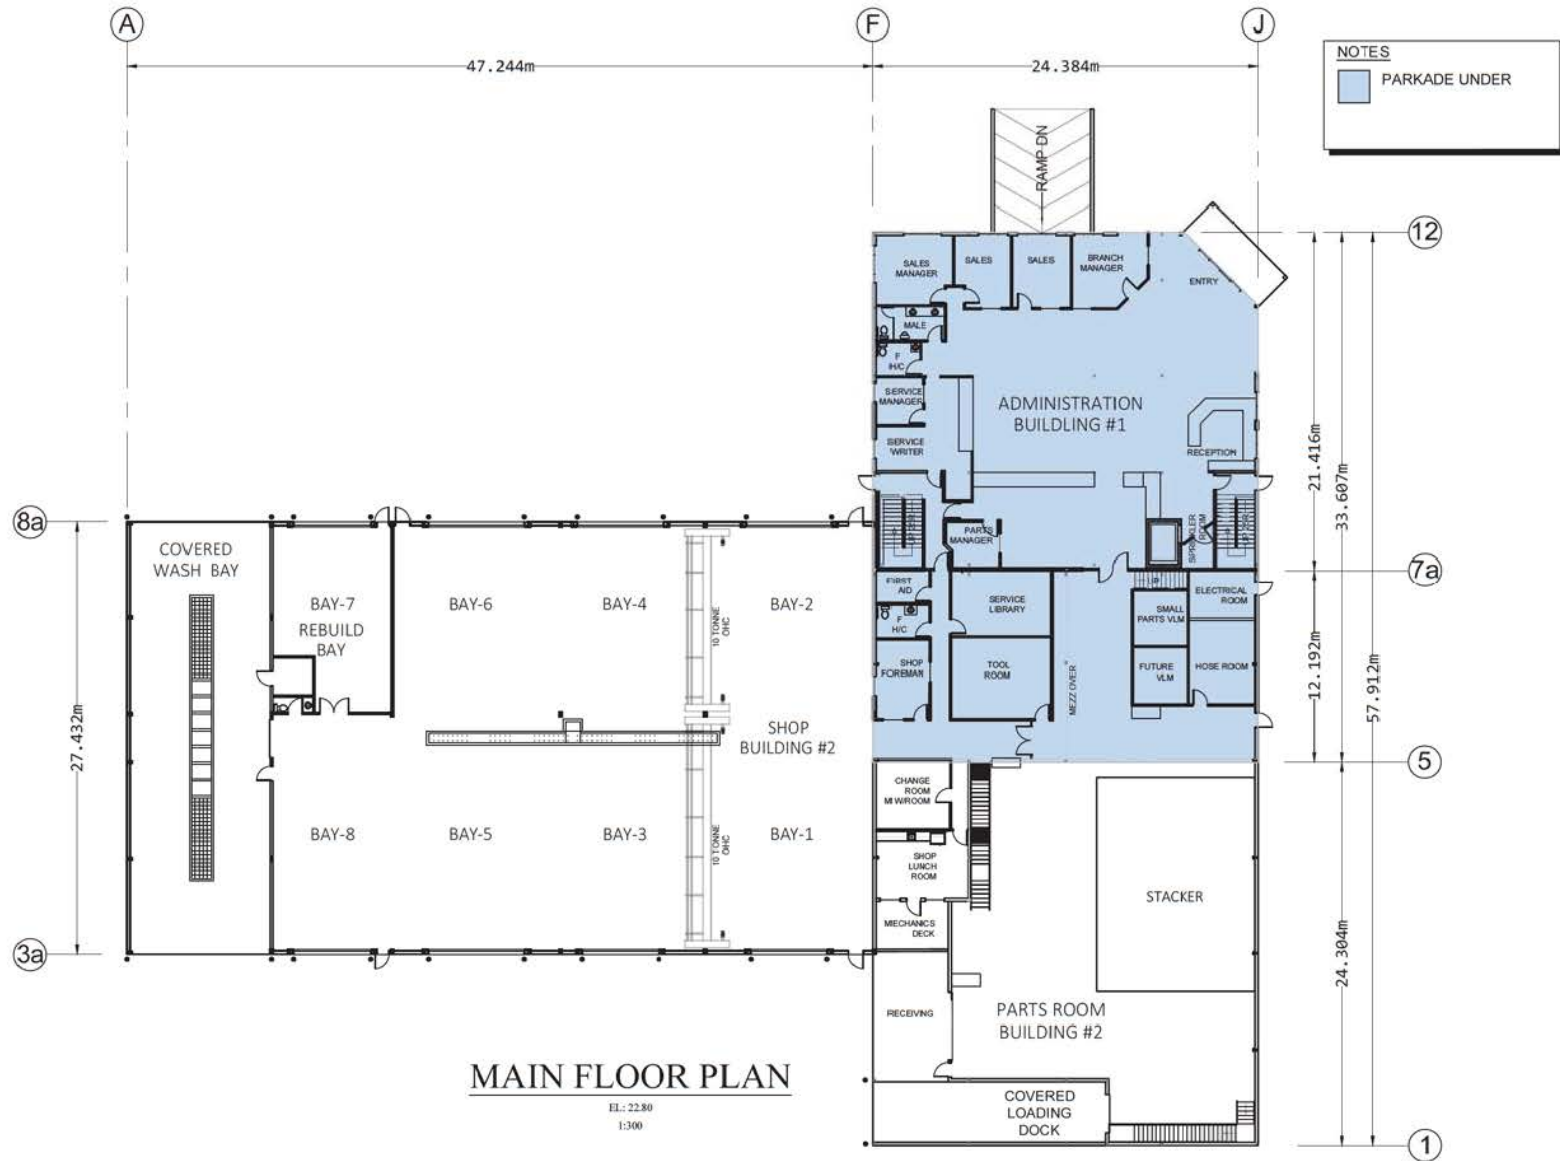 A
F
J
47.244m
24.384m
NOTES
PARKADE UNDER
RAMP DN
12
SALES
MANAGER
SALES
SALES
BRANCH
MANAGER
ENTRY
MALE
F
H/C
SERVICE
MANAGER
ADMINISTRATION
BUILDLING #1
SERVICE
WRITER
RECEPTION
21.416m
33.607m
57.912m
8a
PARTS
MANAGER
SPRINKLER
ROOM
7a
COVERED
WASH BAY
BAY-7
REBUILD
BAY
BAY-6
BAY-4
10 TONNE
OHC
BAY-2
FIRST
AID
F
H/C
SERVICE
LIBRARY
UP
ELECTRICAL
ROOM
SMALL
PARTS VLM
SHOP
FOREMAN
TOOL
ROOM
MEZZ OVER
FUTURE
VLM
HOSE ROOM
12.192m
27.432m
SHOP
BUILDING #2
5
CHANGE
ROOM
M/W/ROOM
BAY-8
BAY-5
BAY-3
10 TONNE
OHC
BAY-1
SHOP
LUNCH
ROOM
STACKER
MECHANICS
DECK
3a
24.304m
RECEIVING
PARTS ROOM
BUILDING #2
MAIN FLOOR PLAN
EL: 22.80
1:300
COVERED
LOADING
DOCK
1